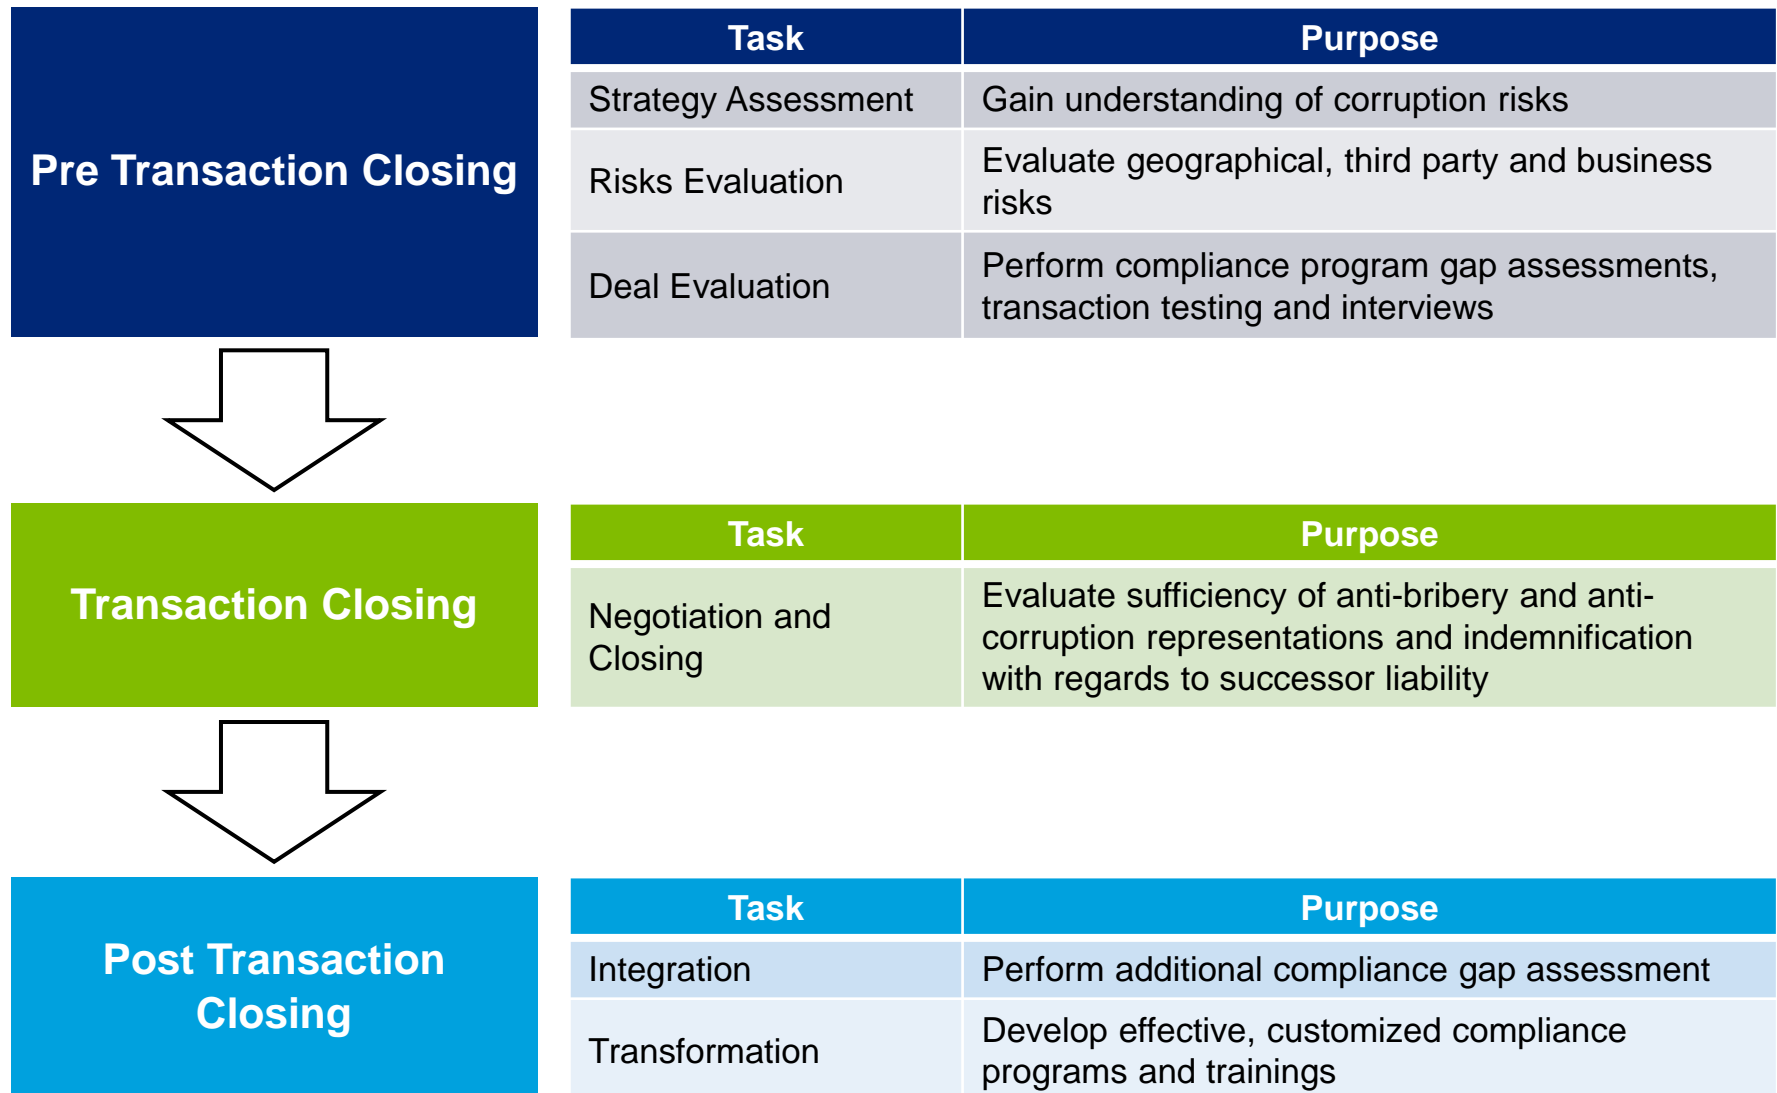 Pre Transaction Closing
Task
Purpose
Strategy Assessment
Gain understanding of corruption risks
Risks Evaluation
Evaluate geographical, third party and business
risks
Deal Evaluation
Perform compliance program gap assessments,
transaction testing and interviews
Transaction Closing
Task
Purpose
Negotiation and
Closing
Evaluate sufficiency of anti-bribery and anti-
corruption representations and indemnification
with regards to successor liability
Post Transaction
Closing
Task
Purpose
Integration
Perform additional compliance gap assessment
Transformation
Develop effective, customized compliance
programs and trainings